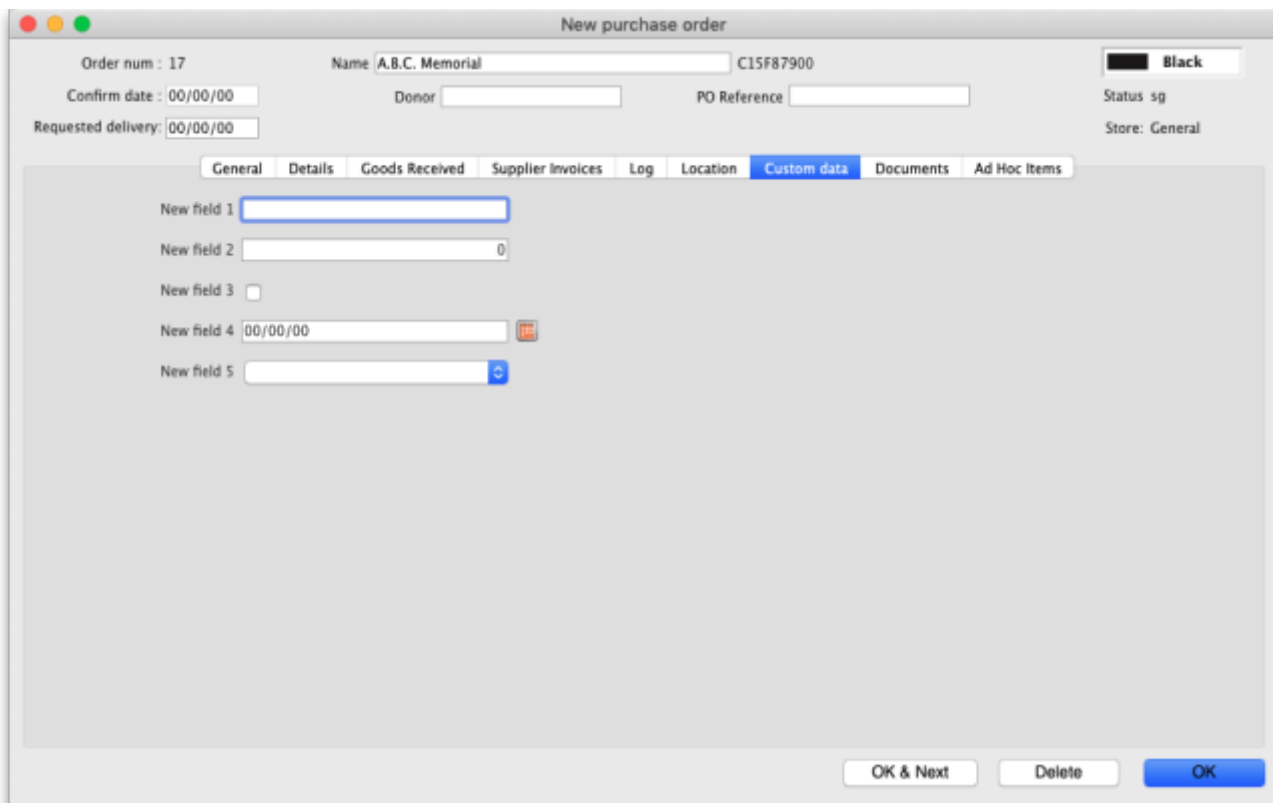 New purchase order
Order num : 17 Name A.B.C. Memorial C15F87900 Black
Confirm date : 00/00/00 Donor PO Reference Status sg
Requested delivery: 00/00/00 Store: General
General Details Goods Received Supplier Invoices Log Location Custom data Documents Ad Hoc Items
New field 1
New field 2 0
New field 3
New field 4 00/00/00
New field 5
OK & Next Delete OK